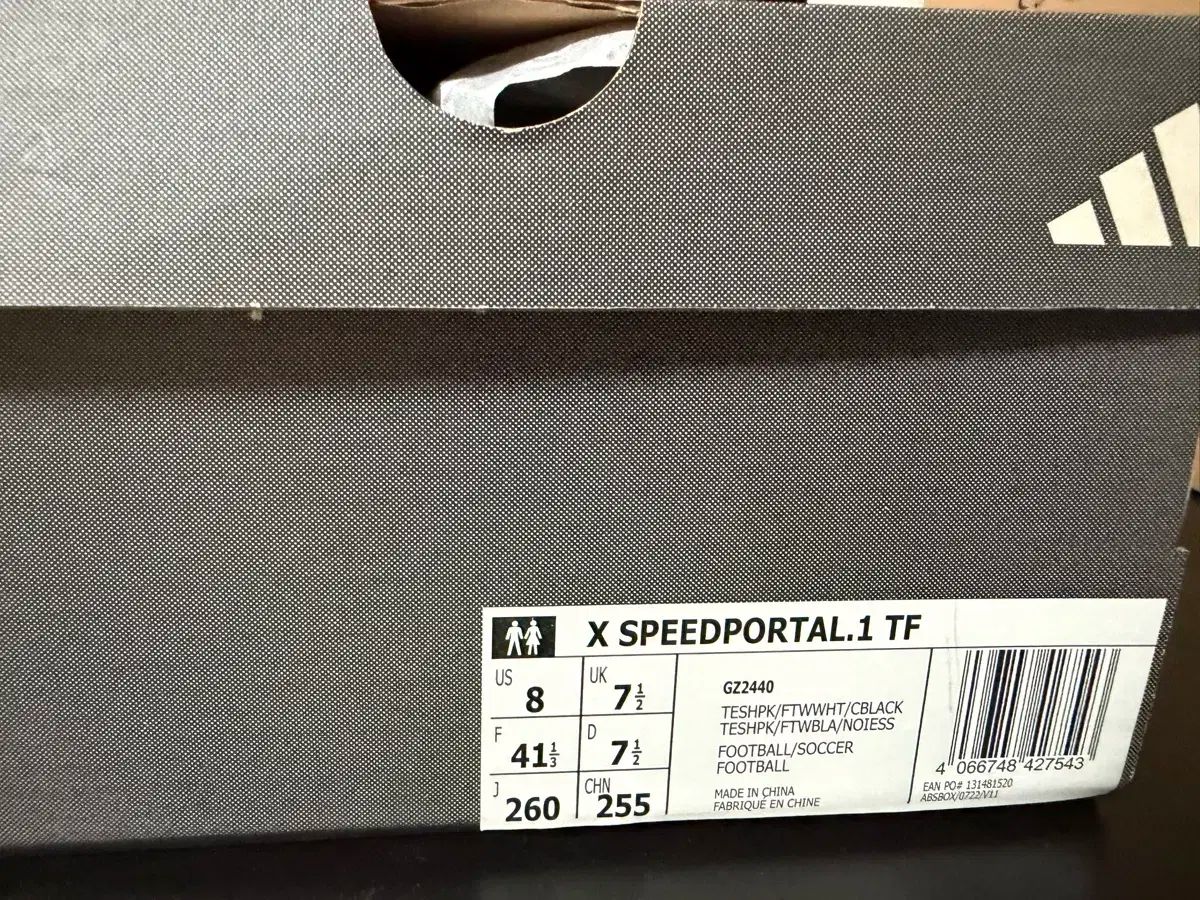 X SPEEDPORTAL.1 TF
US 8
UK 7 1/2
F 41 1/3
D 7 1/2
J 260
CHN 255
GZ2440
TESHPK/FTWWHT/CBLACK
TESHPK/FTWBLA/NOIESS
FOOTBALL/SOCCER
FOOTBALL
MADE IN CHINA
FABRIQUÉ EN CHINE
4 066748 427543
EAN PO# 131481520
ABSBOX/0722/V11